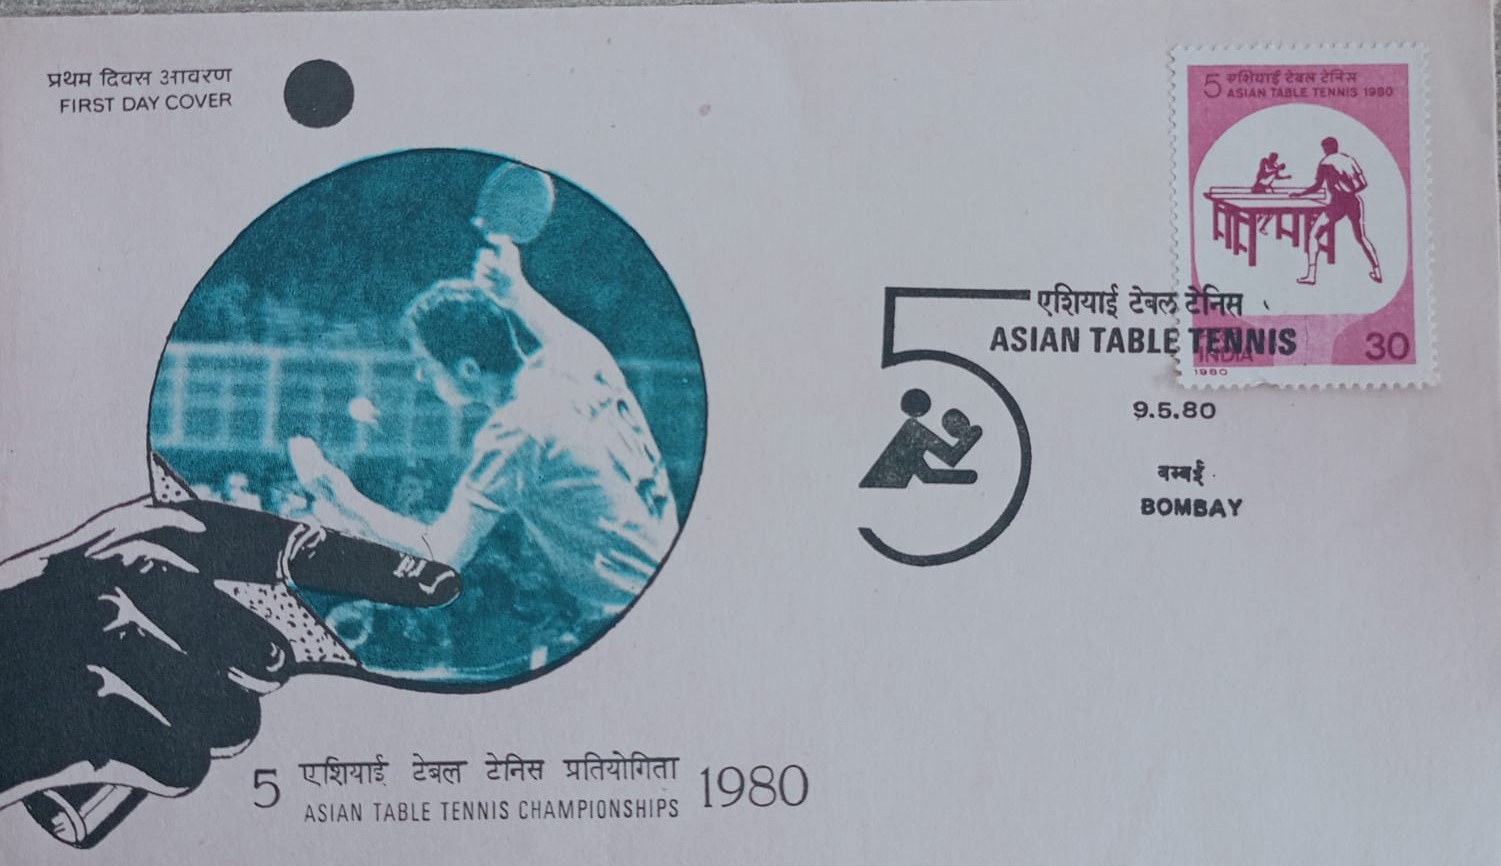 प्रथम दिवस आवरण
FIRST DAY COVER
5 एशियाई टेबल टेनिस
ASIAN TABLE TENNIS 1980
INDIA
30
1980
5 एशियाई टेबल टेनिस
ASIAN TABLE TENNIS
9.5.80
बम्बई
BOMBAY
5 एशियाई टेबल टेनिस प्रतियोगिता 1980
ASIAN TABLE TENNIS CHAMPIONSHIPS